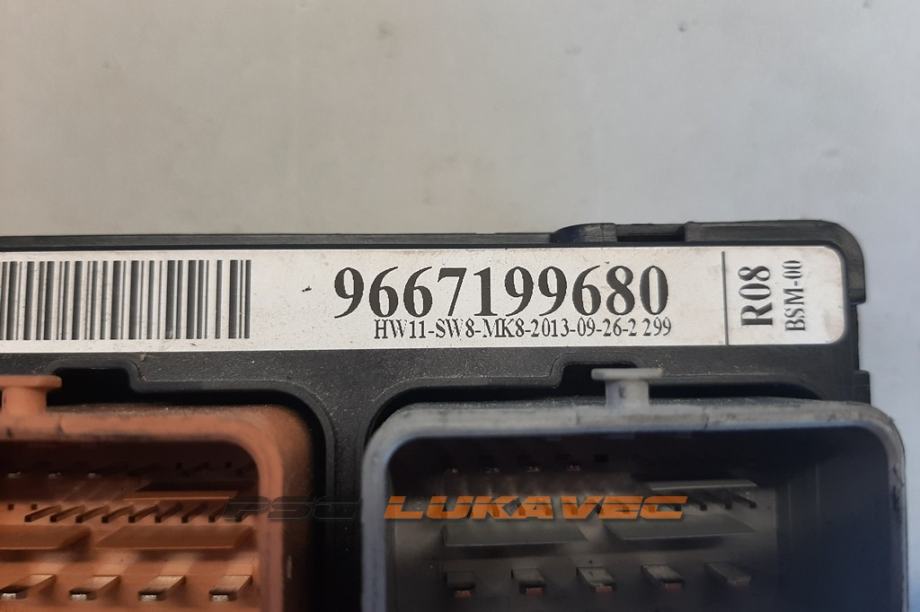 9667199680
HW11-SW8-MK8-2013-09-26-2 299
R08
BSM-00
PSC LUKAVEC